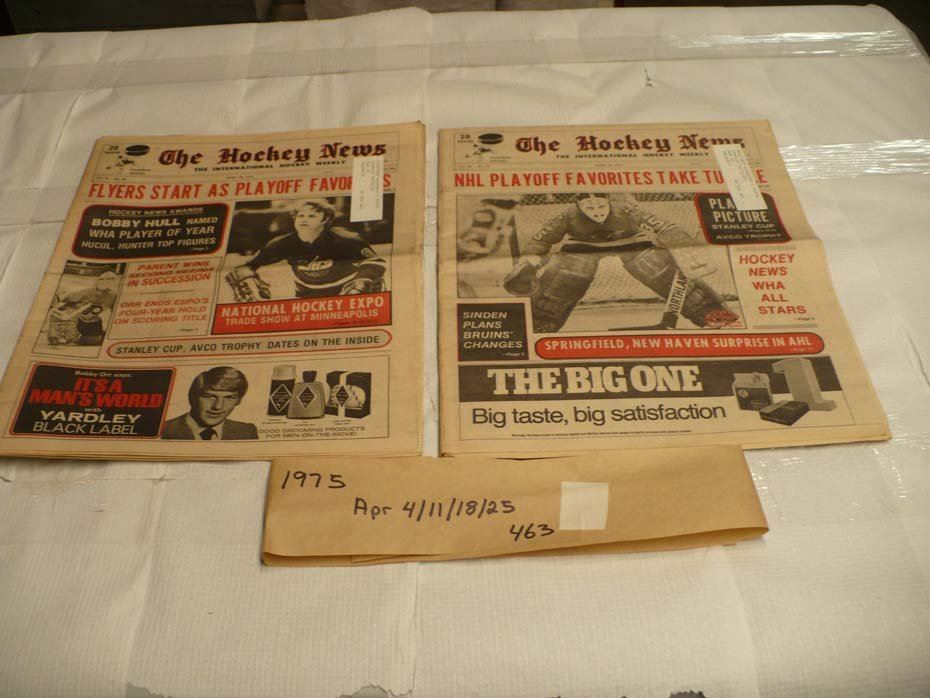 28
The Hockey News
THE INTERNATIONAL HOCKEY WEEKLY
FLYERS START AS PLAYOFF
HOCKEY NEWS AWARDS
BOBBY HULL NAMED
WHA PLAYER OF YEAR
HUCUL, HUNTER TOP FIGURES
PARENT WINS
SECOND VEZINA
IN SUCCESSION
ORR ENDS ESPO'S
FOUR-YEAR HOLD
ON SCORING TITLE
NATIONAL HOCKEY EXPO
TRADE SHOW AT MINNEAPOLIS
STANLEY CUP, AVCO TROPHY DATES ON THE INSIDE
Bobby Orr says:
IT'S A
MAN'S WORLD
with
YARDLEY
BLACK LABEL
GOOD GROOMING PRODUCTS
FOR MEN ON-THE-MOVE!
28
The Hockey News
THE INTERNATIONAL HOCKEY WEEKLY
NHL PLAYOFF FAVORITES TAKE
PICTURE
STANLEY CUP
AVCO TROPHY
HOCKEY
NEWS
WHA
ALL
STARS
NORTHLAND
SINDEN
PLANS
BRUINS'
CHANGES
SPRINGFIELD, NEW HAVEN SURPRISE IN AHL
THE BIG ONE
Big taste, big satisfaction
1975
Apr 4/11/18/25
463